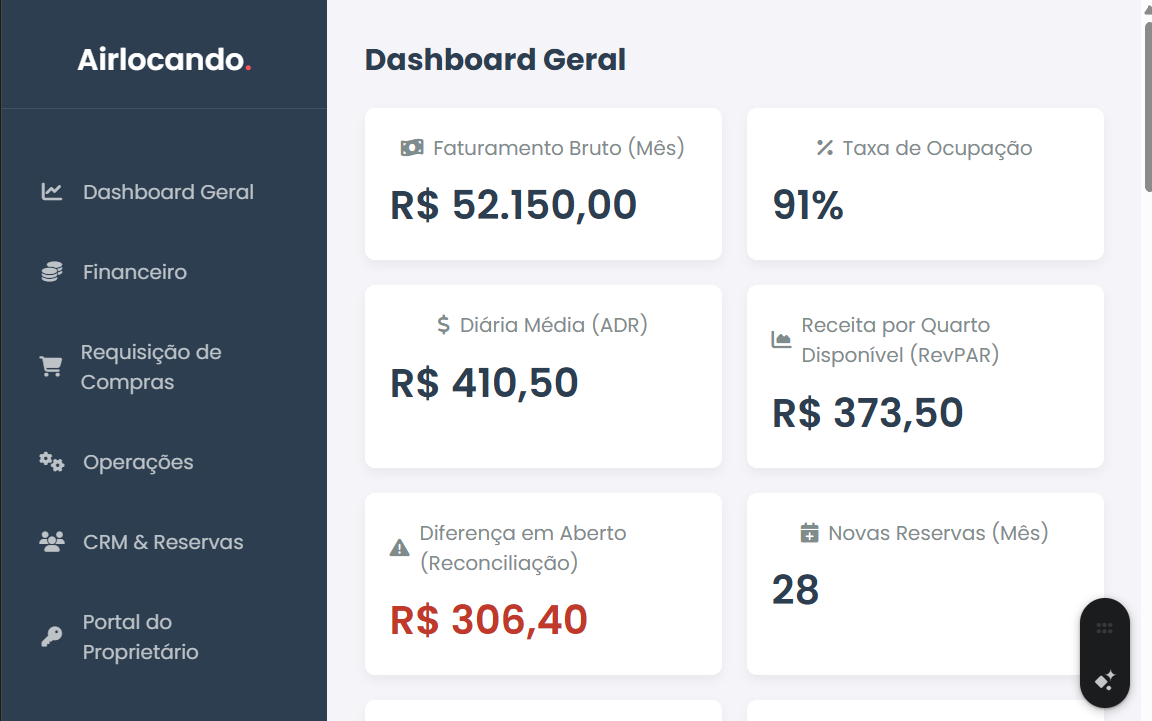 Airlocando.
Dashboard Geral
Financeiro
Requisição de
Compras
Operações
CRM & Reservas
Portal do
Proprietário
Dashboard Geral
Faturamento Bruto (Mês)
R$ 52.150,00
Taxa de Ocupação
91%
Diária Média (ADR)
R$ 410,50
Receita por Quarto
Disponível (RevPAR)
R$ 373,50
Diferença em Aberto
(Reconciliação)
R$ 306,40
Novas Reservas (Mês)
28